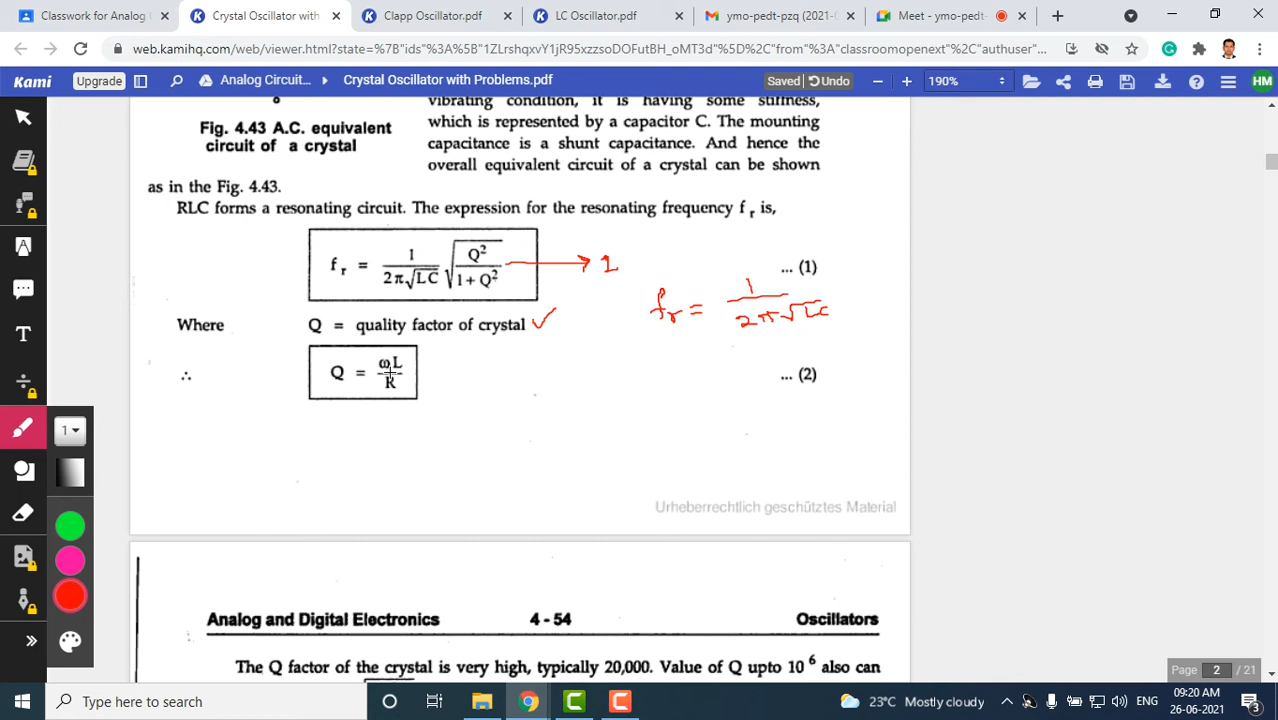 Classwork for Analog C
Crystal Oscillator with
Clapp Oscillator.pdf
LC Oscillator.pdf
M ymo-pedt-pzq (2021-
Meet - ymo-pedt-
web.kamihq.com/web/viewer.html?state=%7B"ids"%3A%5B"1ZLrshqxvY1jR95xzzsoDOFutBH_oMT3d"%5D%2C"from"%3A"classroomopennext"%2C"authuser"
Kami Upgrade Analog Circuit... Crystal Oscillator with Problems.pdf Saved Undo 190% HM
vibrating condition, it is having some stiffness,
Fig. 4.43 A.C. equivalent
circuit of a crystal
which is represented by a capacitor C. The mounting
capacitance is a shunt capacitance. And hence the
overall equivalent circuit of a crystal can be shown
as in the Fig. 4.43.
RLC forms a resonating circuit. The expression for the resonating frequency f r is,
f r = 1 / 2π√LC √Q² / 1 + Q² → 1 ... (1)
fr = 1 / 2π√LC
Where Q = quality factor of crystal ✓
∴ Q = ωL / R ... (2)
Urheberrechtlich geschütztes Material
Analog and Digital Electronics 4 - 54 Oscillators
The Q factor of the crystal is very high, typically 20,000. Value of Q upto 10 6 also can
Page 2 / 21
1
T
Type here to search
23°C Mostly cloudy
ENG
09:20 AM
26-06-2021
3